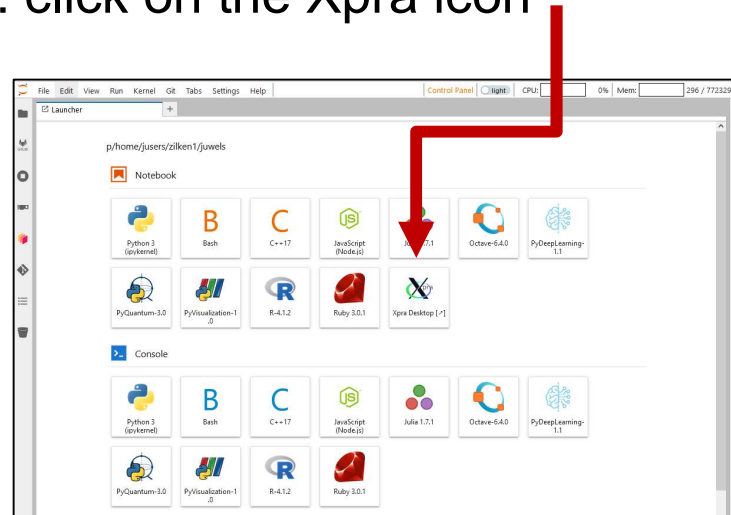 : click on the Xpra icon
File Edit View Run Kernel Git Tabs Settings Help Control Panel light CPU: 0% Mem: 296 / 772329
Launcher +
p/home/jusers/zilken1/juwels
Notebook
Python 3 (ipykernel)
Bash
C++17
JavaScript (Node.js)
Julia 1.7.1
Octave-6.4.0
PyDeepLearning-1.1
PyQuantum-3.0
PyVisualization-1.0
R-4.1.2
Ruby 3.0.1
Xpra Desktop [↗]
Console
Python 3 (ipykernel)
Bash
C++17
JavaScript (Node.js)
Julia 1.7.1
Octave-6.4.0
PyDeepLearning-1.1
PyQuantum-3.0
PyVisualization-1.0
R-4.1.2
Ruby 3.0.1